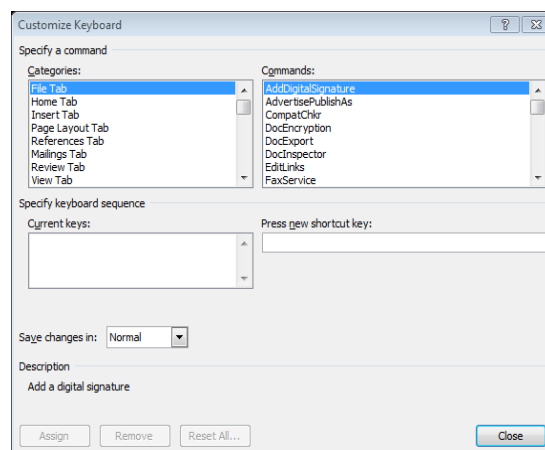 Customize Keyboard
Specify a command
Categories:
Commands:
File Tab
Home Tab
Insert Tab
Page Layout Tab
References Tab
Mailings Tab
Review Tab
View Tab
AddDigitalSignature
AdvertisePublishAs
CompatChkr
DocEncryption
DocExport
DocInspector
EditLinks
FaxService
Specify keyboard sequence
Current keys:
Press new shortcut key:
Save changes in: Normal
Description
Add a digital signature
Assign Remove Reset All... Close